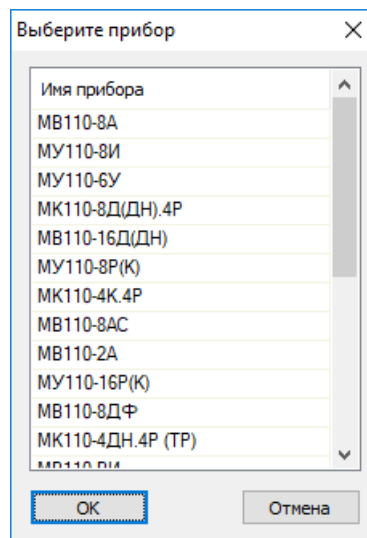 Выберите прибор
Имя прибора
МВ110-8А
МУ110-8И
МУ110-6У
МК110-8Д(ДН).4Р
МВ110-16Д(ДН)
МУ110-8Р(К)
МК110-4К.4Р
МВ110-8АС
МВ110-2А
МУ110-16Р(К)
МВ110-8ДФ
МК110-4ДН.4Р (ТР)
ОК
Отмена